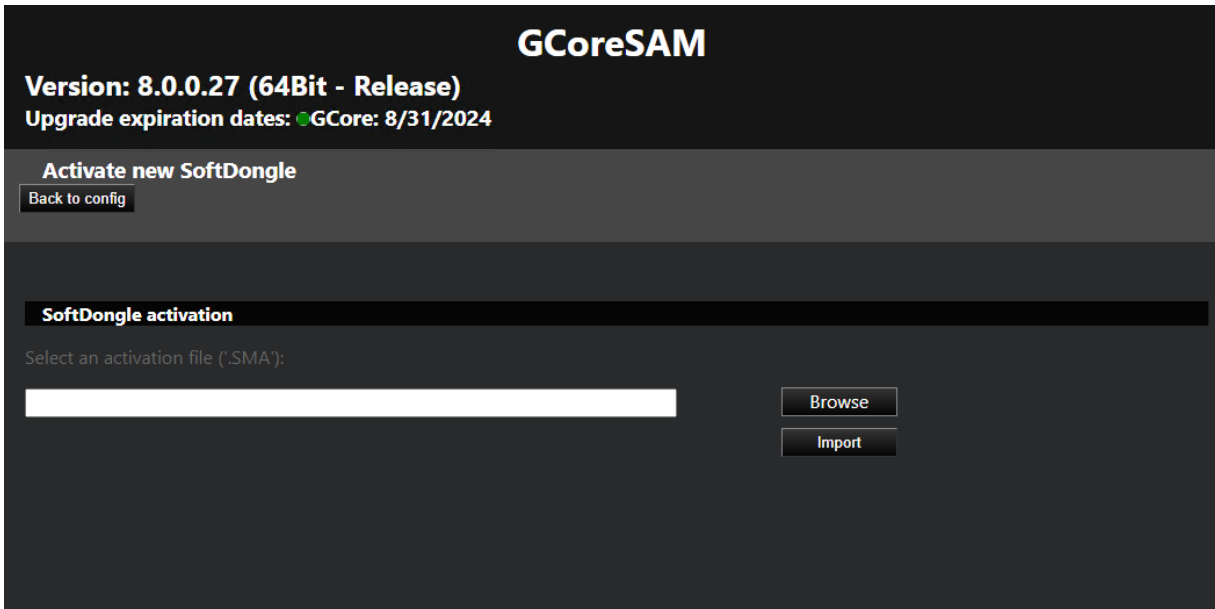 GCoreSAM
Version: 8.0.0.27 (64Bit - Release)
Upgrade expiration dates: GCore: 8/31/2024
Activate new SoftDongle
Back to config
SoftDongle activation
Select an activation file ('.SMA'):
Browse
Import